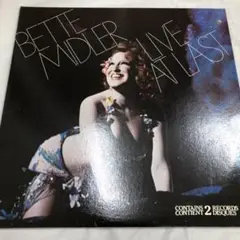 BETTE
MIDLER
LIVE
AT LAST
CONTAINS 2 RECORDS
CONTIENT 2 DISQUES